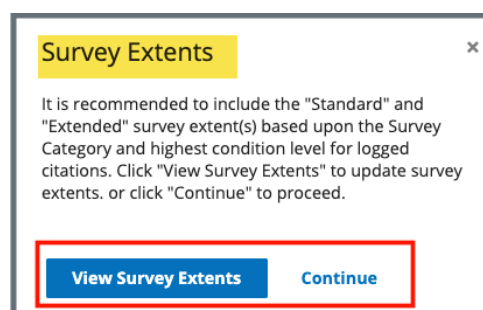 Survey Extents
×
It is recommended to include the "Standard" and
"Extended" survey extent(s) based upon the Survey
Category and highest condition level for logged
citations. Click "View Survey Extents" to update survey
extents. or click "Continue" to proceed.
View Survey Extents Continue